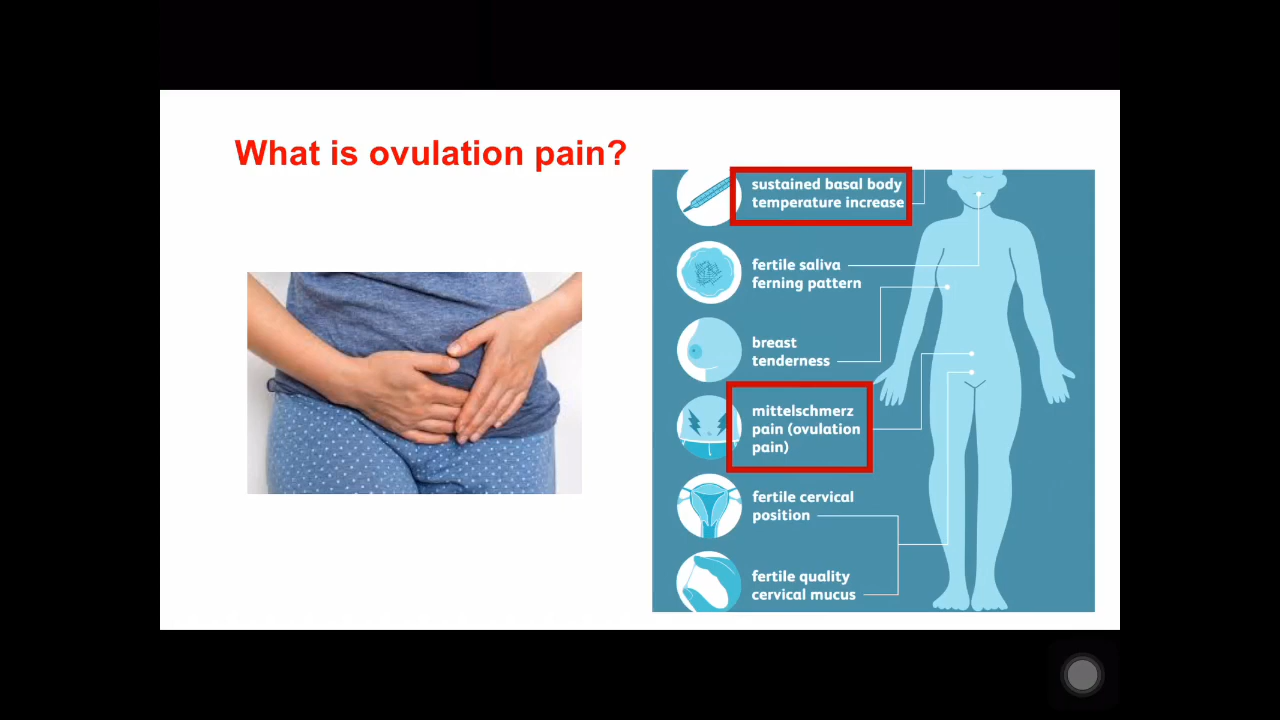 What is ovulation pain?
sustained basal body
temperature increase
fertile saliva
ferning pattern
breast
tenderness
mittelschmerz
pain (ovulation
pain)
fertile cervical
position
fertile quality
cervical mucus